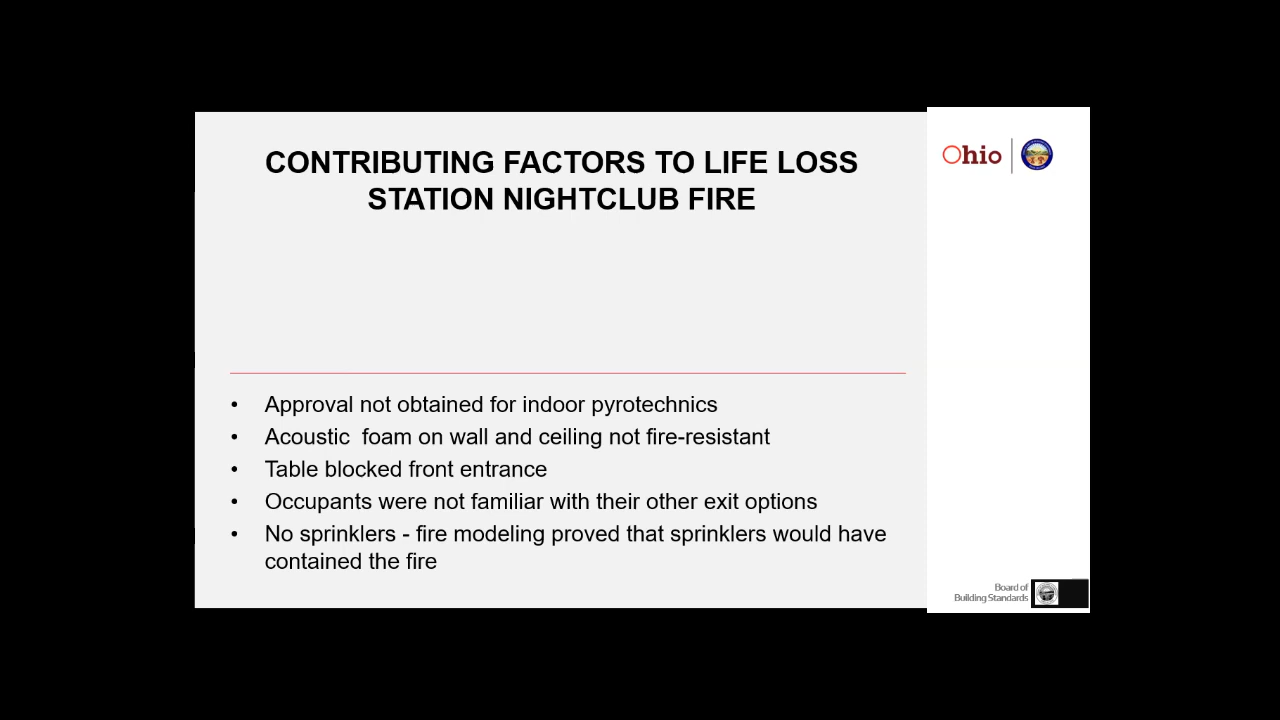 CONTRIBUTING FACTORS TO LIFE LOSS
STATION NIGHTCLUB FIRE
Ohio
• Approval not obtained for indoor pyrotechnics
• Acoustic  foam on wall and ceiling not fire-resistant
• Table blocked front entrance
• Occupants were not familiar with their other exit options
• No sprinklers - fire modeling proved that sprinklers would have
contained the fire
Board of
Building Standards